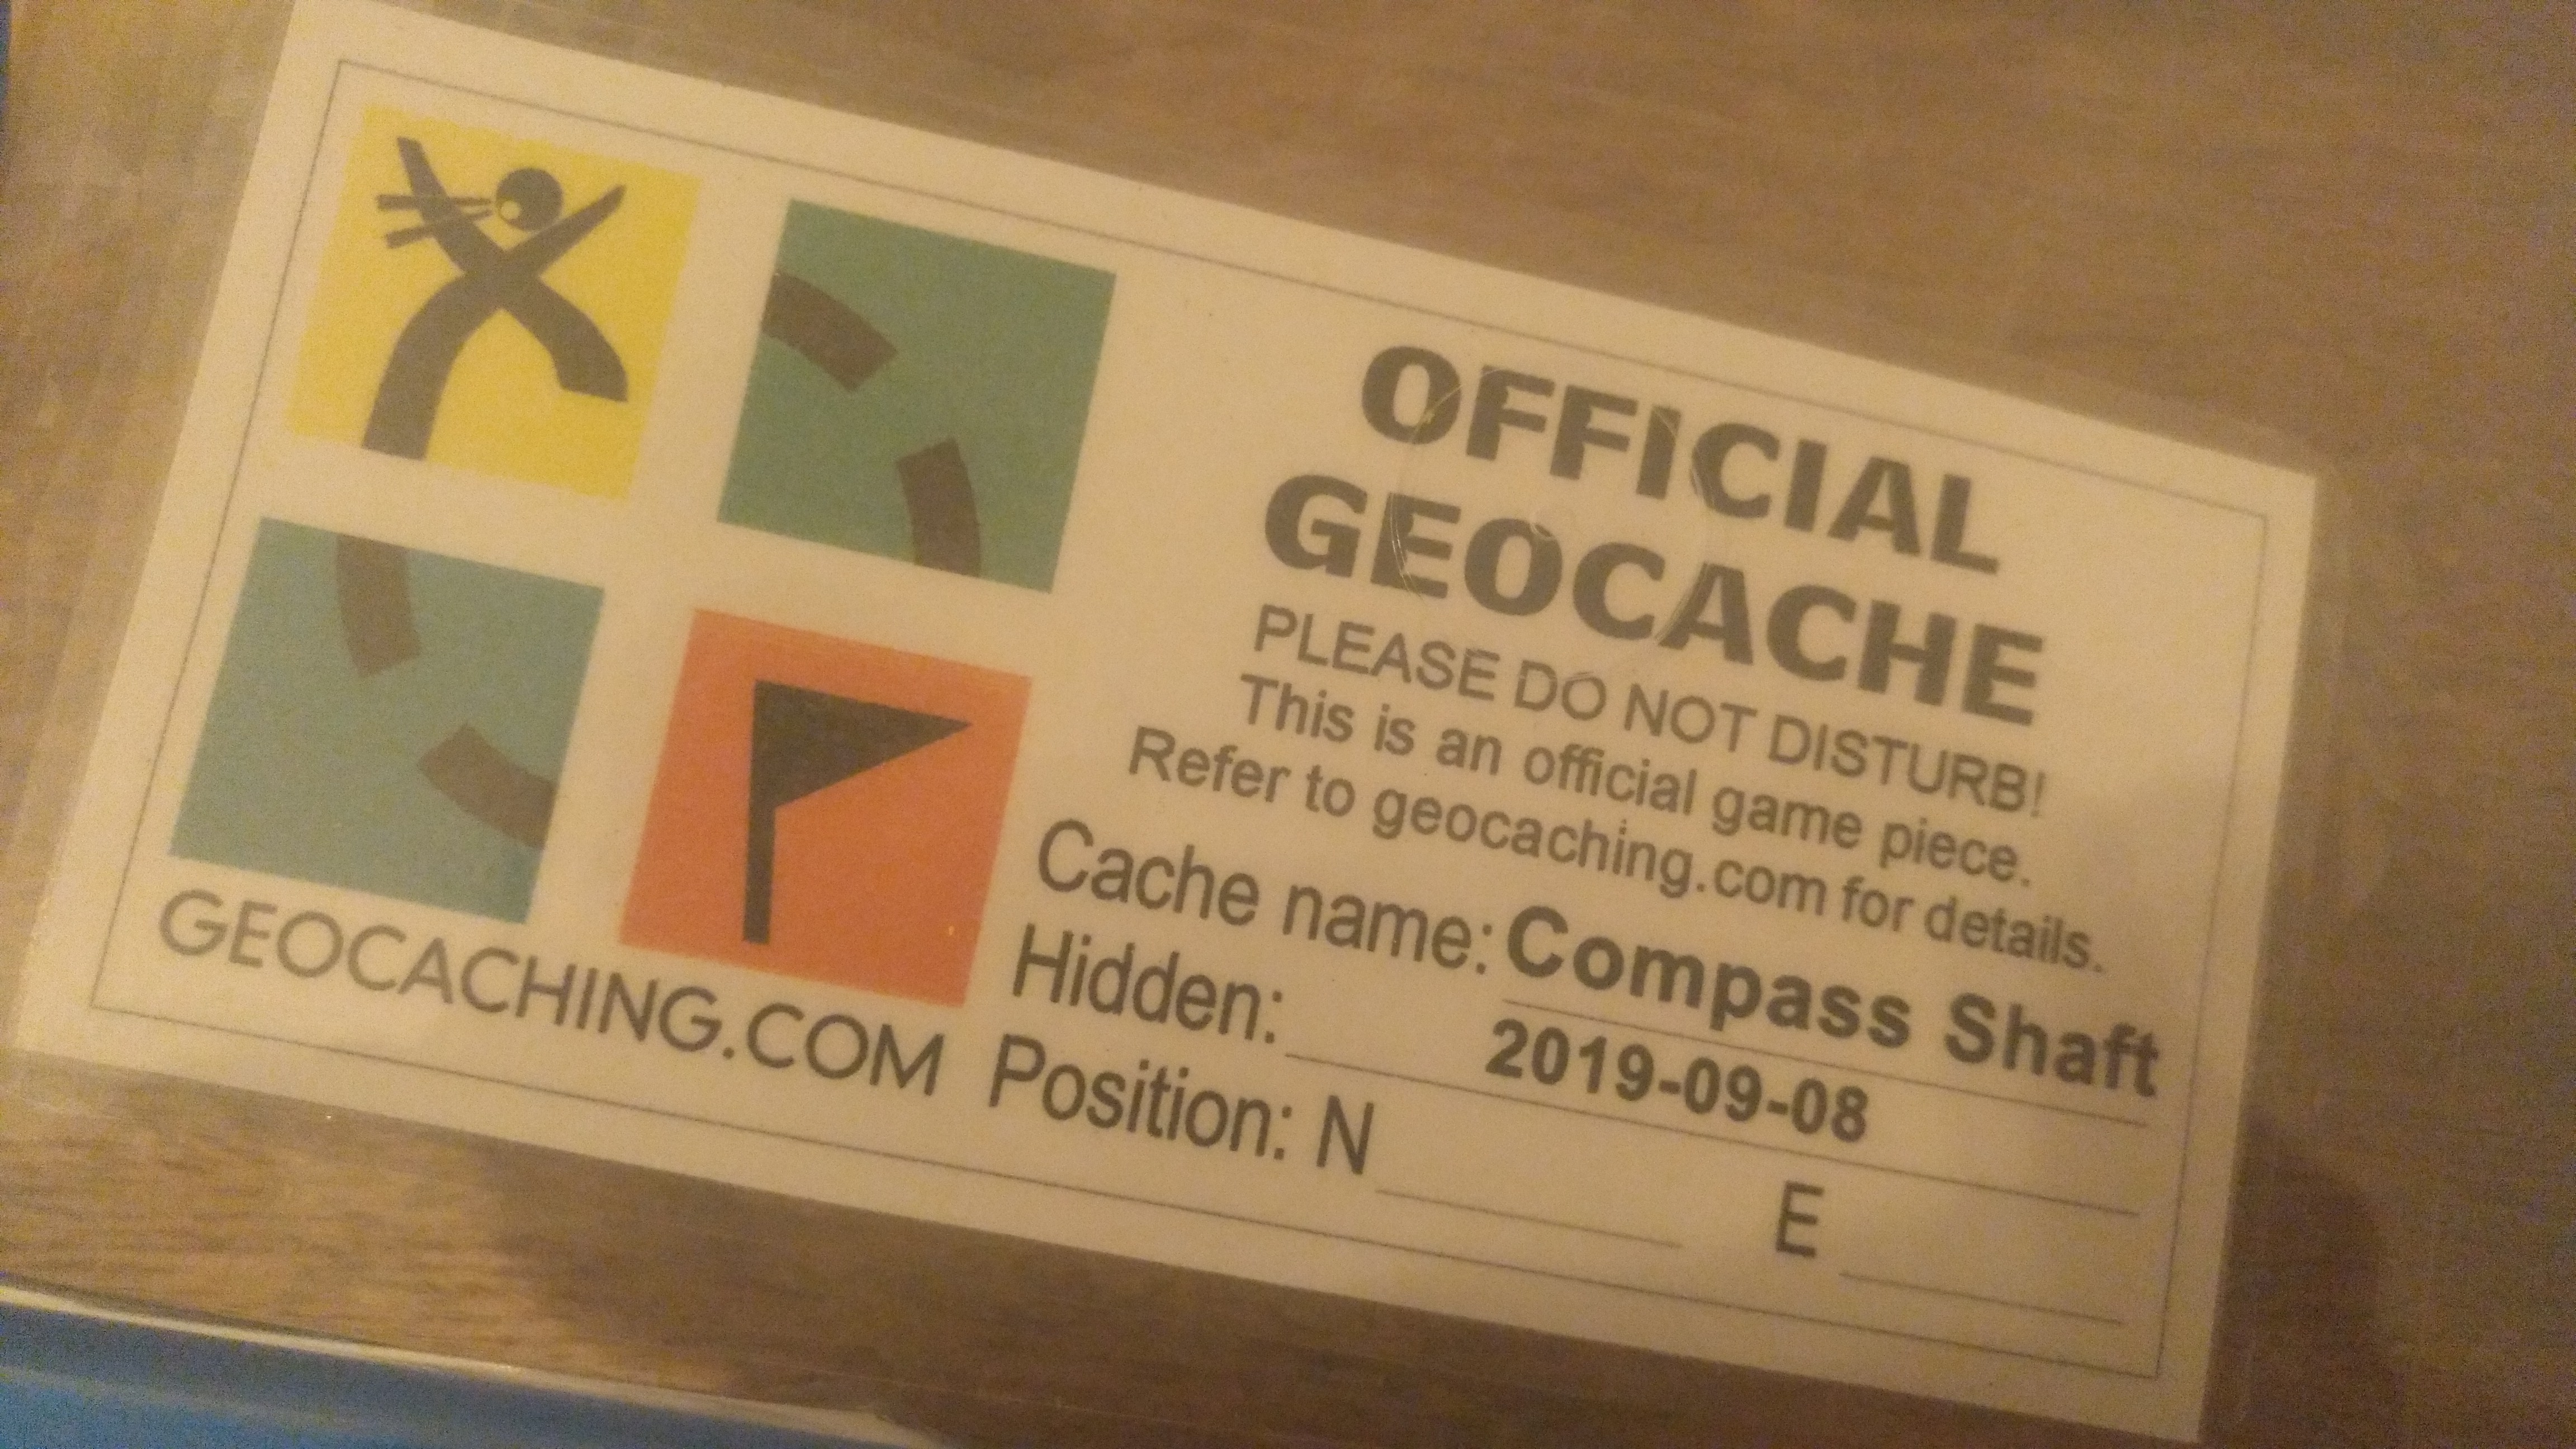 OFFICIAL
GEOCACHE
PLEASE DO NOT DISTURB!
This is an official game piece.
Refer to geocaching.com for details.
Cache name: Compass Shaft
Hidden: 2019-09-08
Position: N E
GEOCACHING.COM